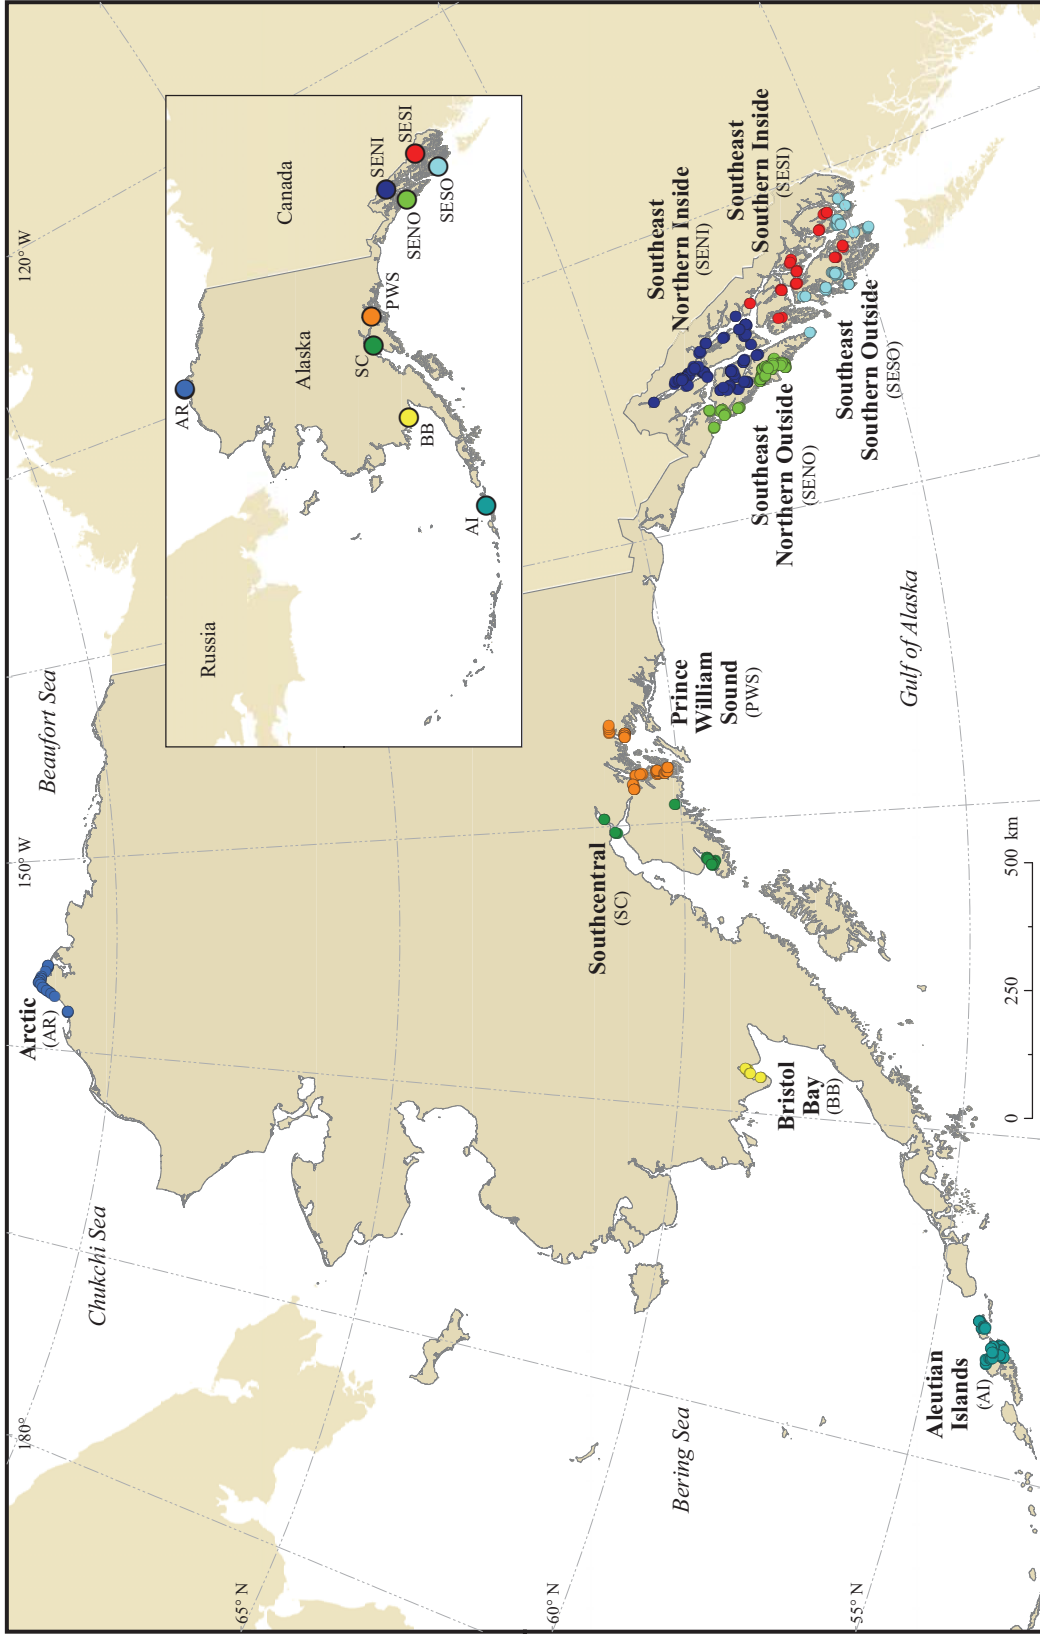 180°
150° W
120° W
65° N
60° N
55° N
Chukchi Sea
Beaufort Sea
Bering Sea
Gulf of Alaska
Arctic
(AR)
Aleutian
Islands
(AI)
Bristol
Bay
(BB)
Southcentral
(SC)
Prince
William
Sound
(PWS)
Southeast
Northern Outside
(SENO)
Southeast
Northern Inside
(SENI)
Southeast
Southern Outside
(SESO)
Southeast
Southern Inside
(SESI)
0 250 500 km
Russia
Alaska
Canada
AR
AI
BB
SC
PWS
SENO
SENI
SESO
SESI